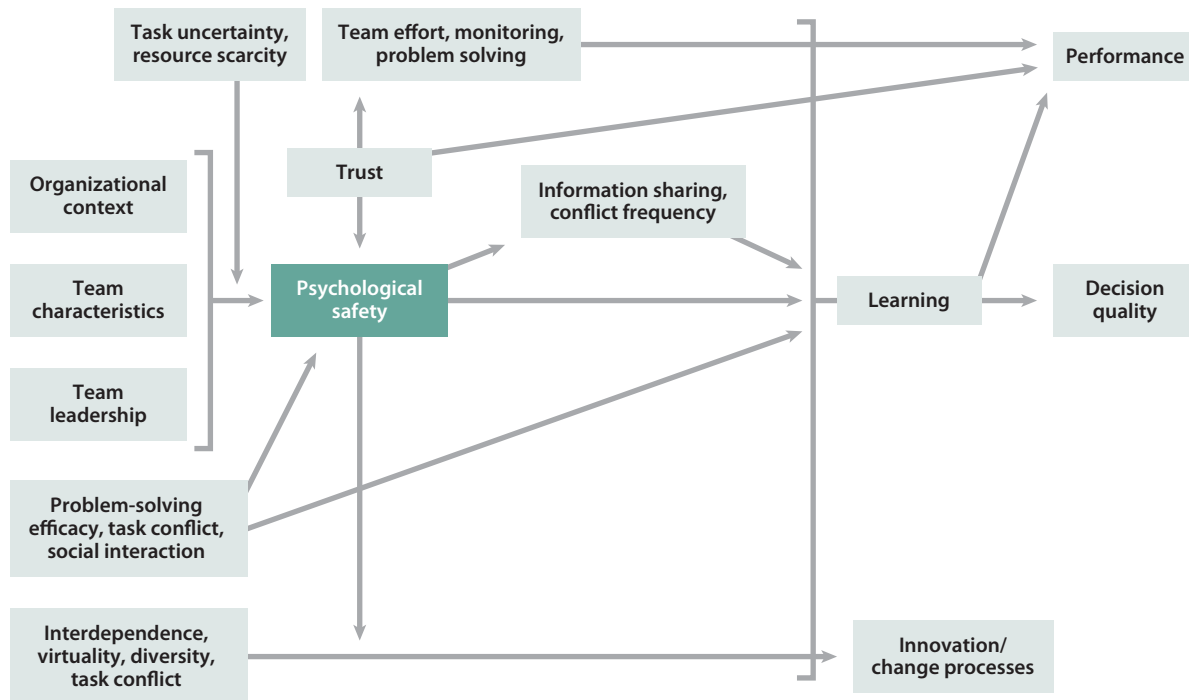 Task uncertainty,
resource scarcity
Team effort, monitoring,
problem solving
Performance
Organizational
context
Trust
Information sharing,
conflict frequency
Team
characteristics
Psychological
safety
Learning
Decision
quality
Team
leadership
Problem-solving
efficacy, task conflict,
social interaction
Interdependence,
virtuality, diversity,
task conflict
Innovation/
change processes